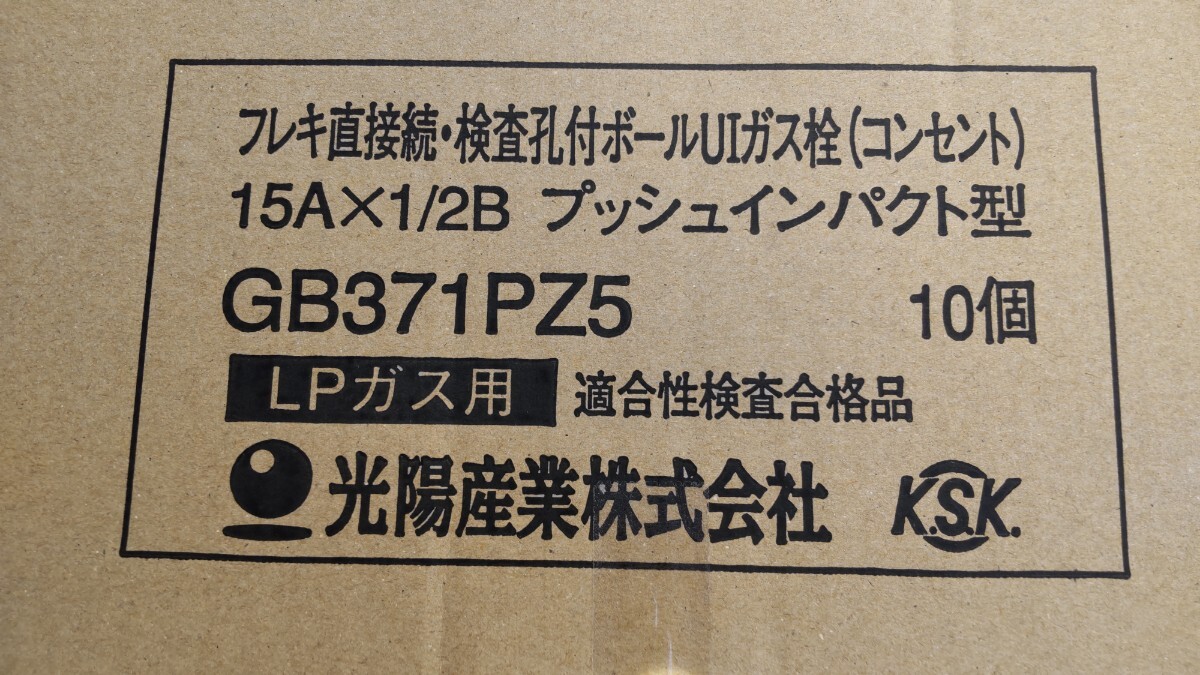 フレキ直接続・検査孔付ボールUIガス栓(コンセント)
15A×1/2B プッシュインパクト型
GB371PZ5 10個
LPガス用 適合性検査合格品
光陽産業株式会社 K.S.K.